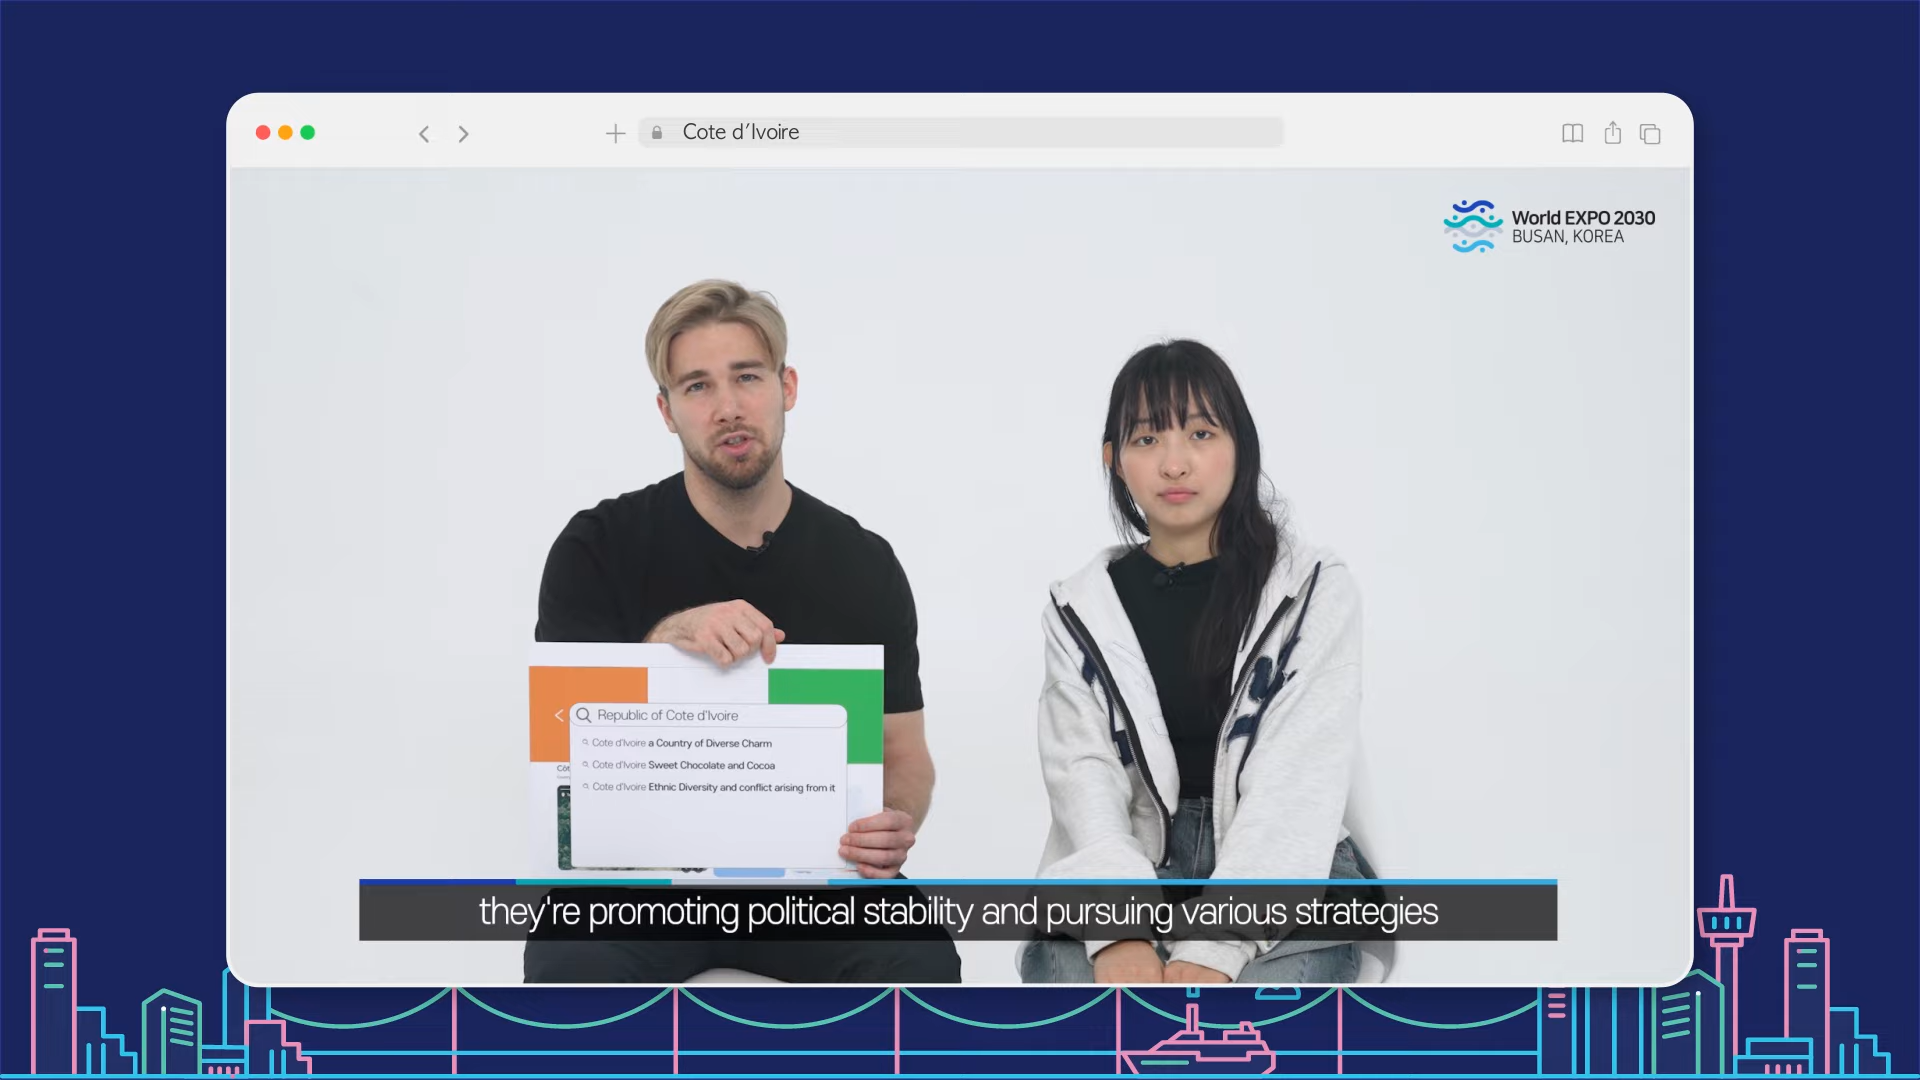 Cote d'Ivoire
World EXPO 2030
BUSAN, KOREA
Republic of Cote d'Ivoire
Cote d'Ivoire a Country of Diverse Charm
Cote d'Ivoire Sweet Chocolate and Cocoa
Cote d'Ivoire Ethnic Diversity and conflict arising from it
they're promoting political stability and pursuing various strategies